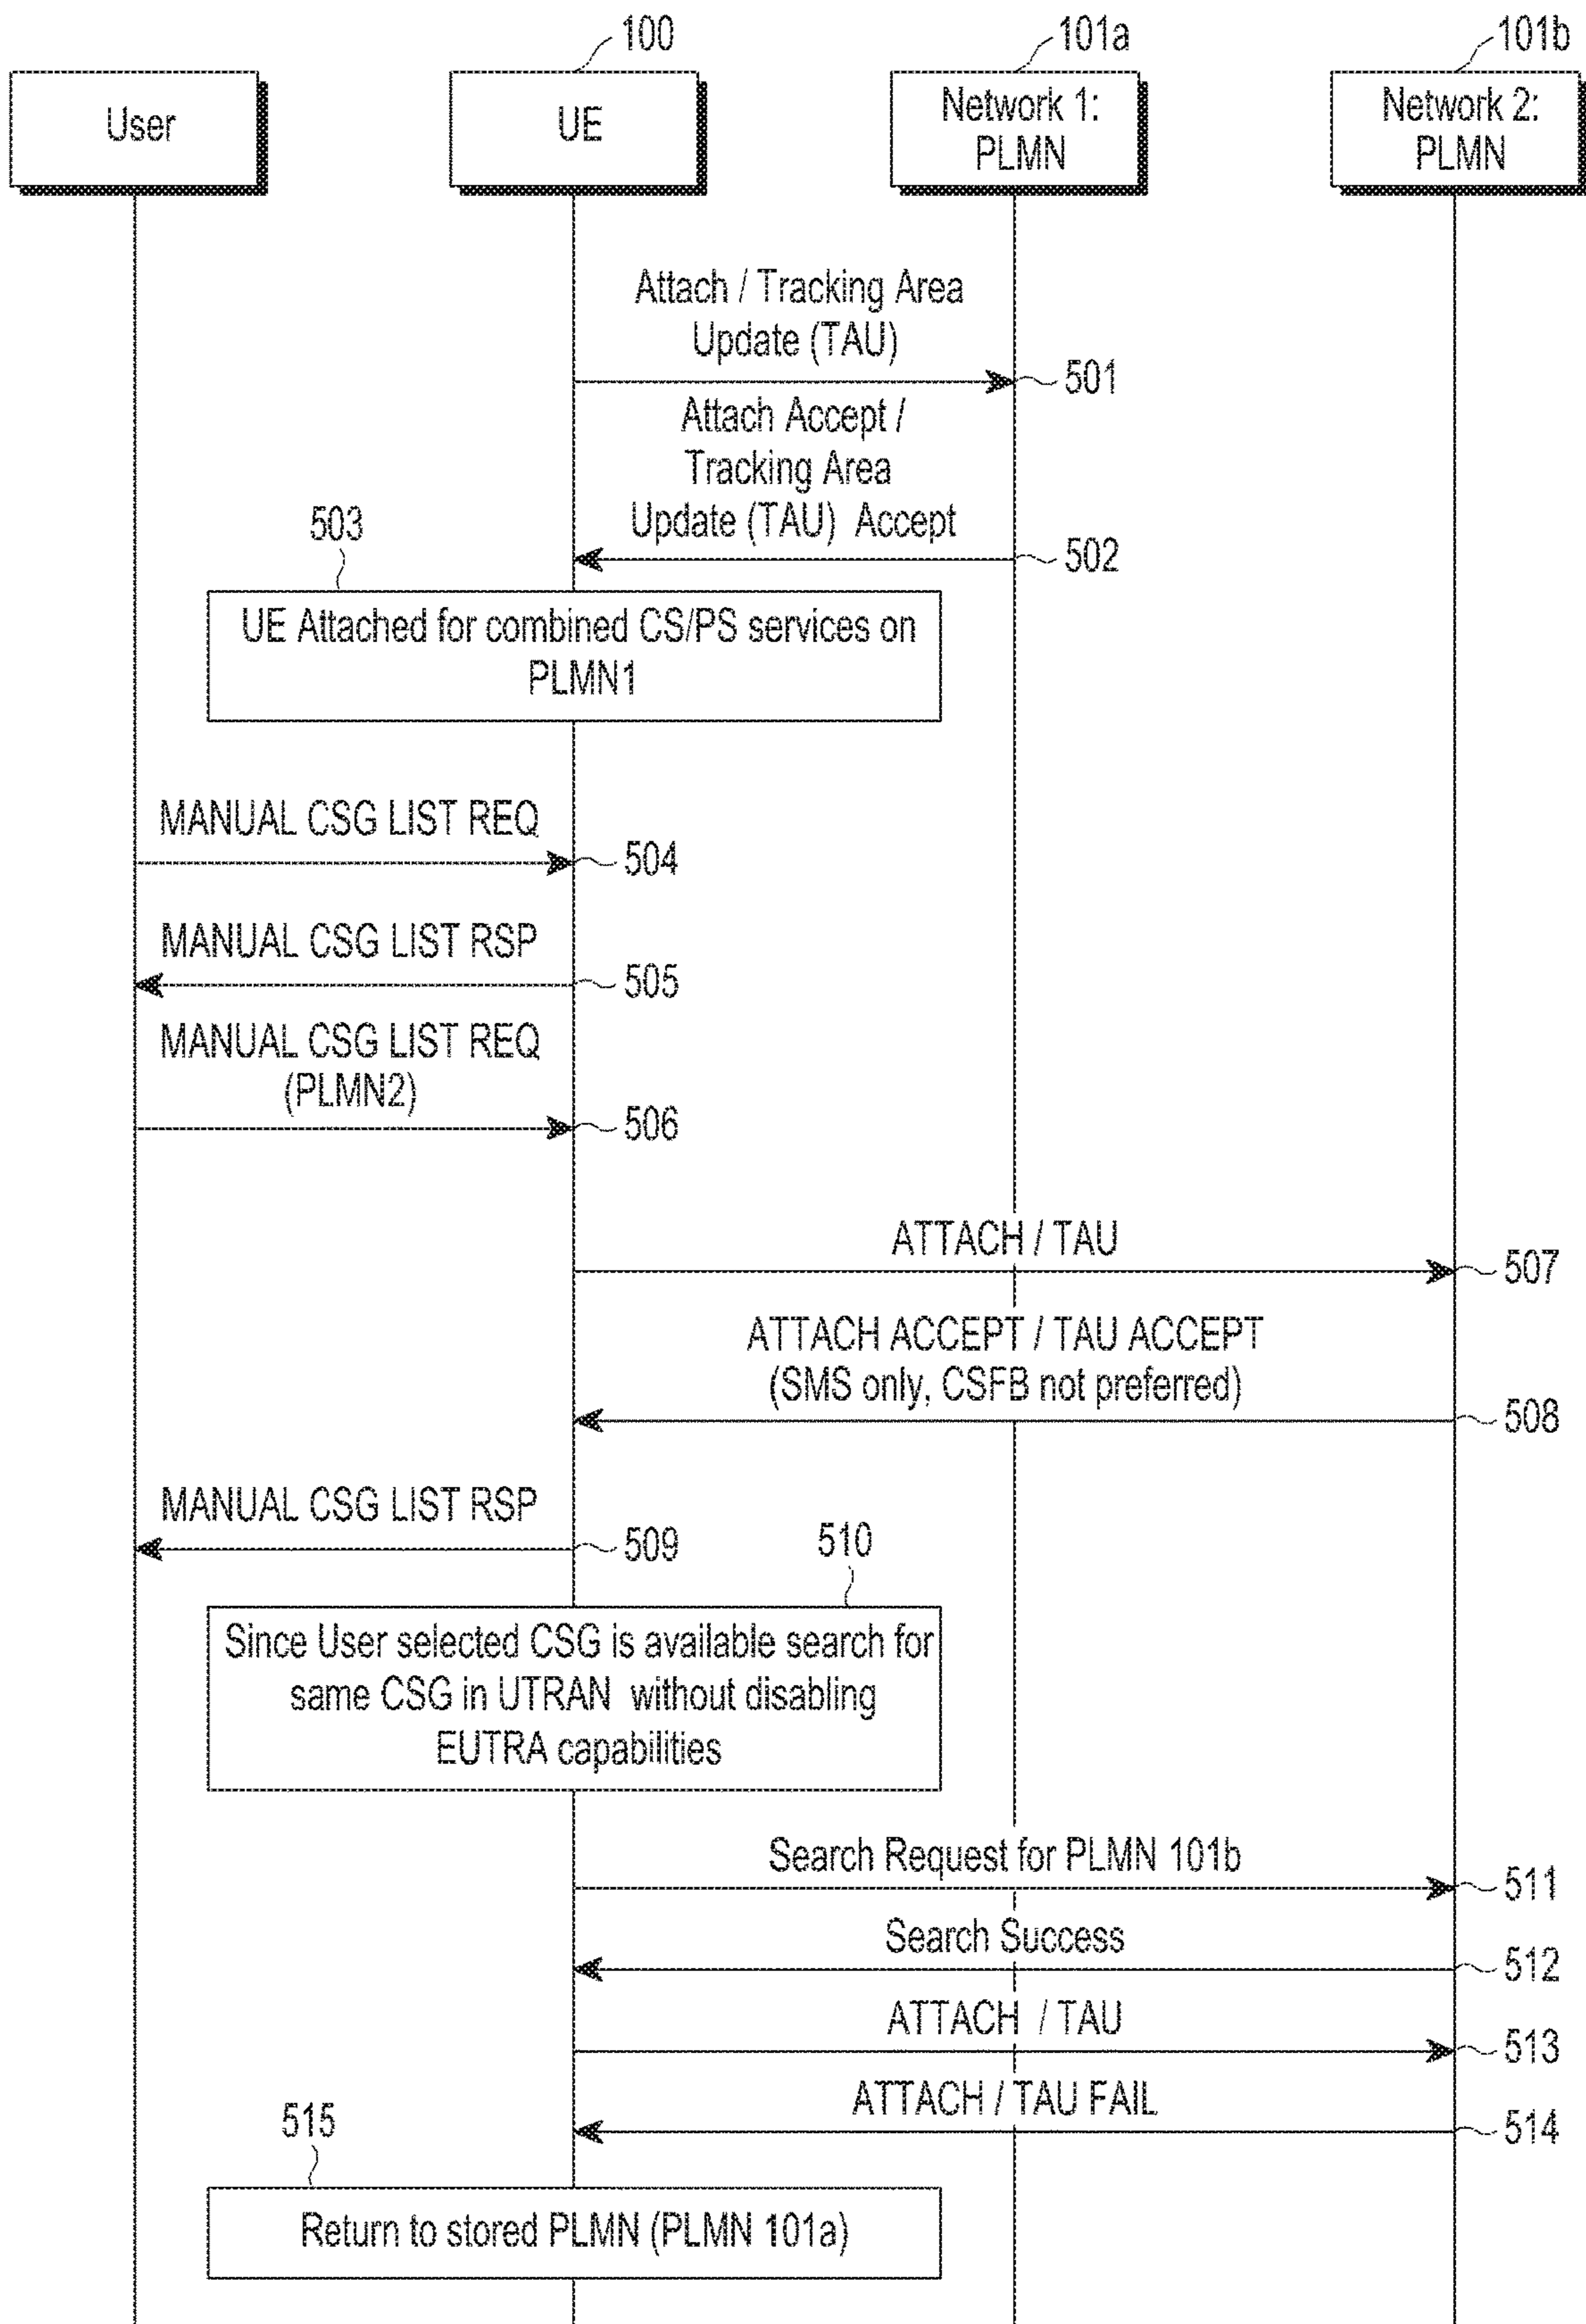 100
101a
101b
User
UE
Network 1:
PLMN
Network 2:
PLMN
Attach / Tracking Area
Update (TAU)
501
Attach Accept /
Tracking Area
Update (TAU) Accept
502
503
UE Attached for combined CS/PS services on
PLMN1
MANUAL CSG LIST REQ
504
MANUAL CSG LIST RSP
505
MANUAL CSG LIST REQ
(PLMN2)
506
ATTACH / TAU
507
ATTACH ACCEPT / TAU ACCEPT
(SMS only, CSFB not preferred)
508
MANUAL CSG LIST RSP
509
510
Since User selected CSG is available search for
same CSG in UTRAN without disabling
EUTRA capabilities
Search Request for PLMN 101b
511
Search Success
512
ATTACH / TAU
513
ATTACH / TAU FAIL
514
515
Return to stored PLMN (PLMN 101a)